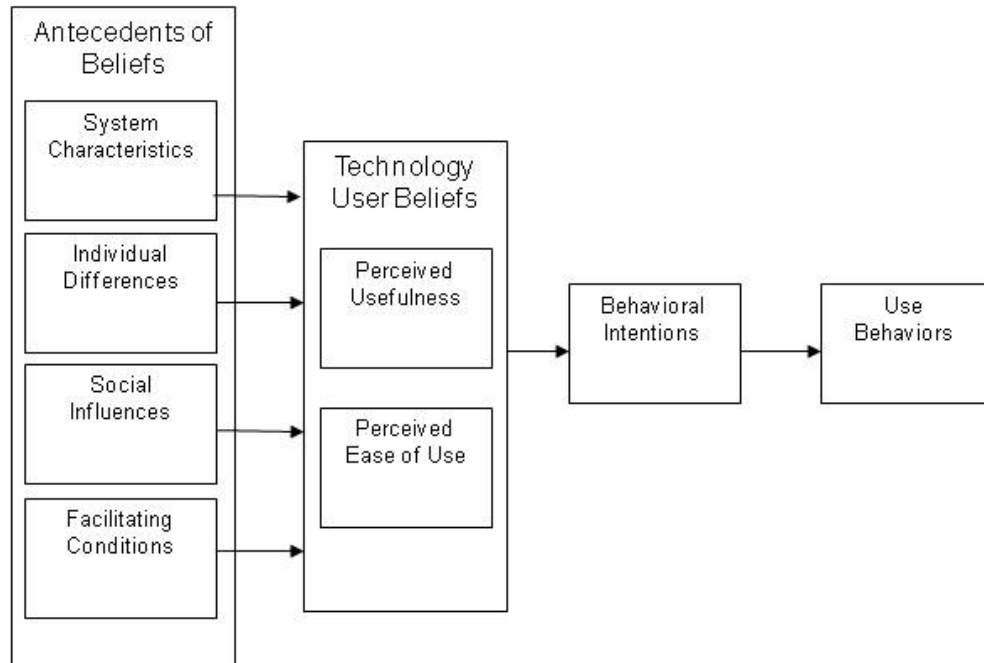 Antecedents of
Beliefs
System
Characteristics
Individual
Differences
Social
Influences
Facilitating
Conditions
Technology
User Beliefs
Perceived
Usefulness
Perceived
Ease of Use
Behavioral
Intentions
Use
Behaviors